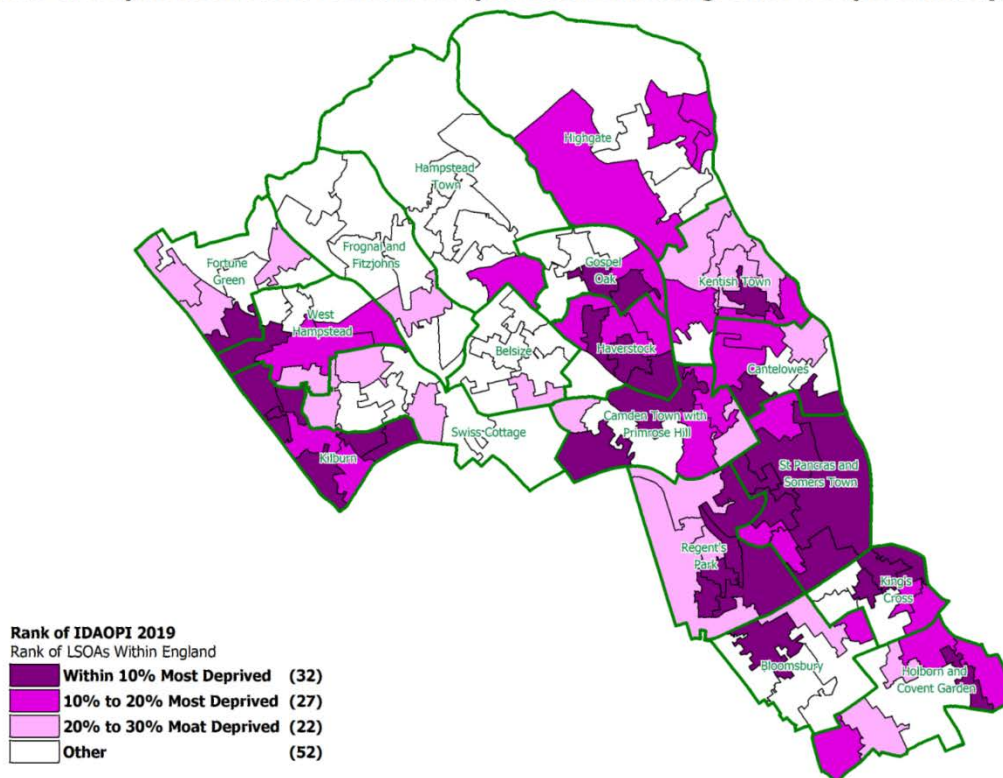 Highgate
Hampstead
Town
Frognal and
Fitzjohns
Fortune
Green
Gospel
Oak
Kentish Town
West
Hampstead
Belsize
Haverstock
Cantelowes
Camden Town with
Primrose Hill
Swiss Cottage
Kilburn
St Pancras and
Somers Town
Regent's
Park
King's
Cross
Bloomsbury
Holborn and
Covent Garden
Rank of IDAOPI 2019
Rank of LSOAs Within England
Within 10% Most Deprived (32)
10% to 20% Most Deprived (27)
20% to 30% Moat Deprived (22)
Other (52)